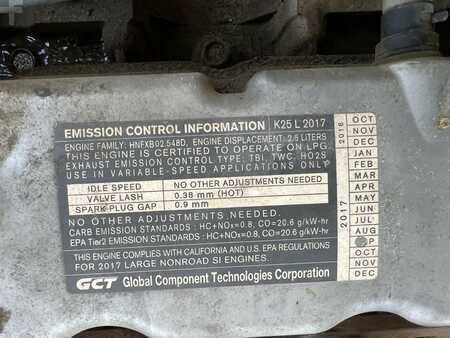 EMISSION CONTROL INFORMATION K25 L 2017
ENGINE FAMILY: HNFXB02.548D, ENGINE DISPLACEMENT: 2.5 LITERS
THIS ENGINE IS CERTIFIED TO OPERATE ON LPG.
EXHAUST EMISSION CONTROL TYPE: TBI, TWC, HO2S
USE IN VARIABLE-SPEED APPLICATIONS ONLY.
IDLE SPEED NO ADJUSTMENTS NEEDED
VALVE LASH 0.38 mm (HOT)
SPARK PLUG GAP 0.9 mm
NO OTHER ADJUSTMENTS NEEDED.
CARB EMISSION STANDARDS : HC+NOx=0.8, CO=20.6 g/kW-hr
EPA Tier2 EMISSION STANDARDS : HC+NOx=0.8, CO=20.6 g/kW-hr
THIS ENGINE COMPLIES WITH CALIFORNIA AND U.S. EPA REGULATIONS
FOR 2017 LARGE NONROAD SI ENGINES.
GCT Global Component Technologies Corporation
2016
OCT
NOV
DEC
2017
JAN
FEB
MAR
APR
MAY
JUN
JUL
AUG
OCT
NOV
DEC